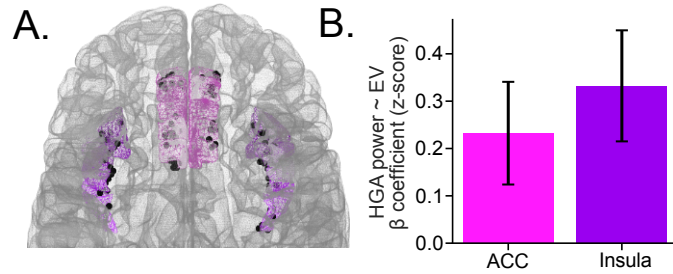 A.
B.
HGA power ~ EV
β coefficient (z-score)
0.4
0.3
0.2
0.1
0.0
ACC
Insula